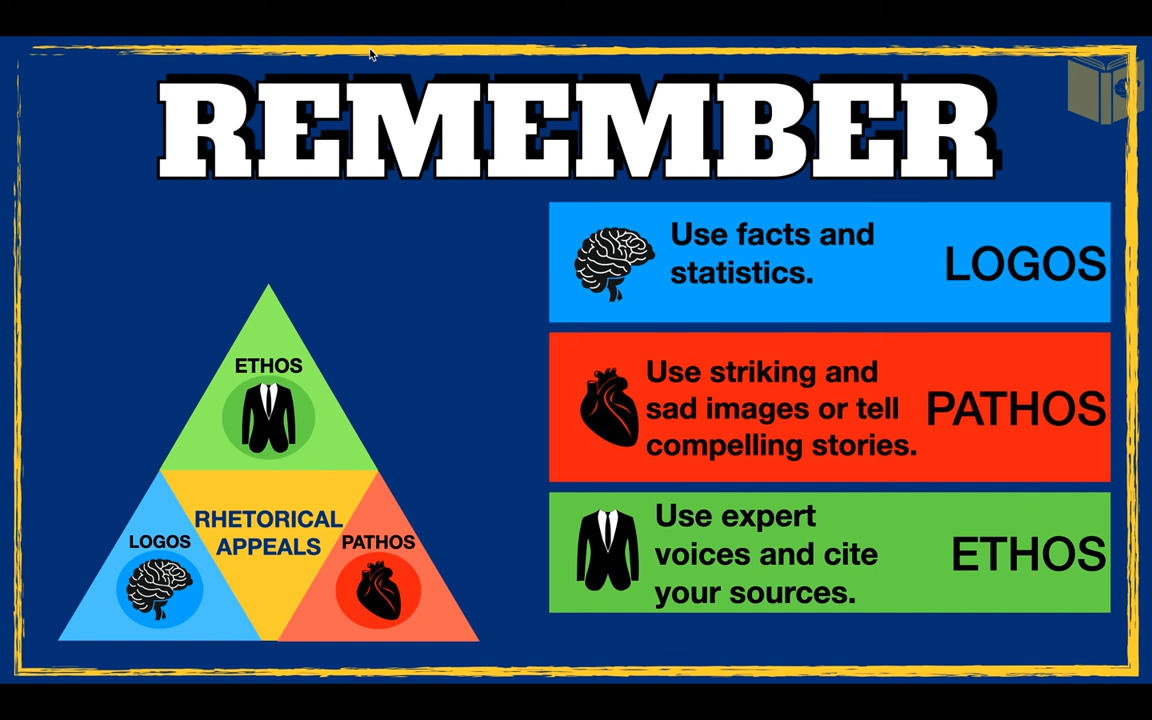 REMEMBER
Use facts and
statistics.
LOGOS
Use striking and
sad images or tell
compelling stories.
PATHOS
Use expert
voices and cite
your sources.
ETHOS
ETHOS
RHETORICAL
APPEALS
LOGOS
PATHOS